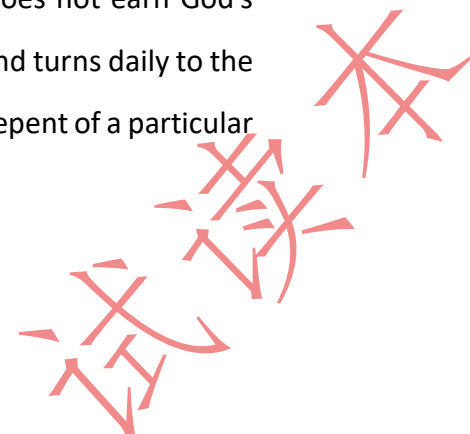 oes not earn God's
nd turns daily to the
epent of a particular
试读本